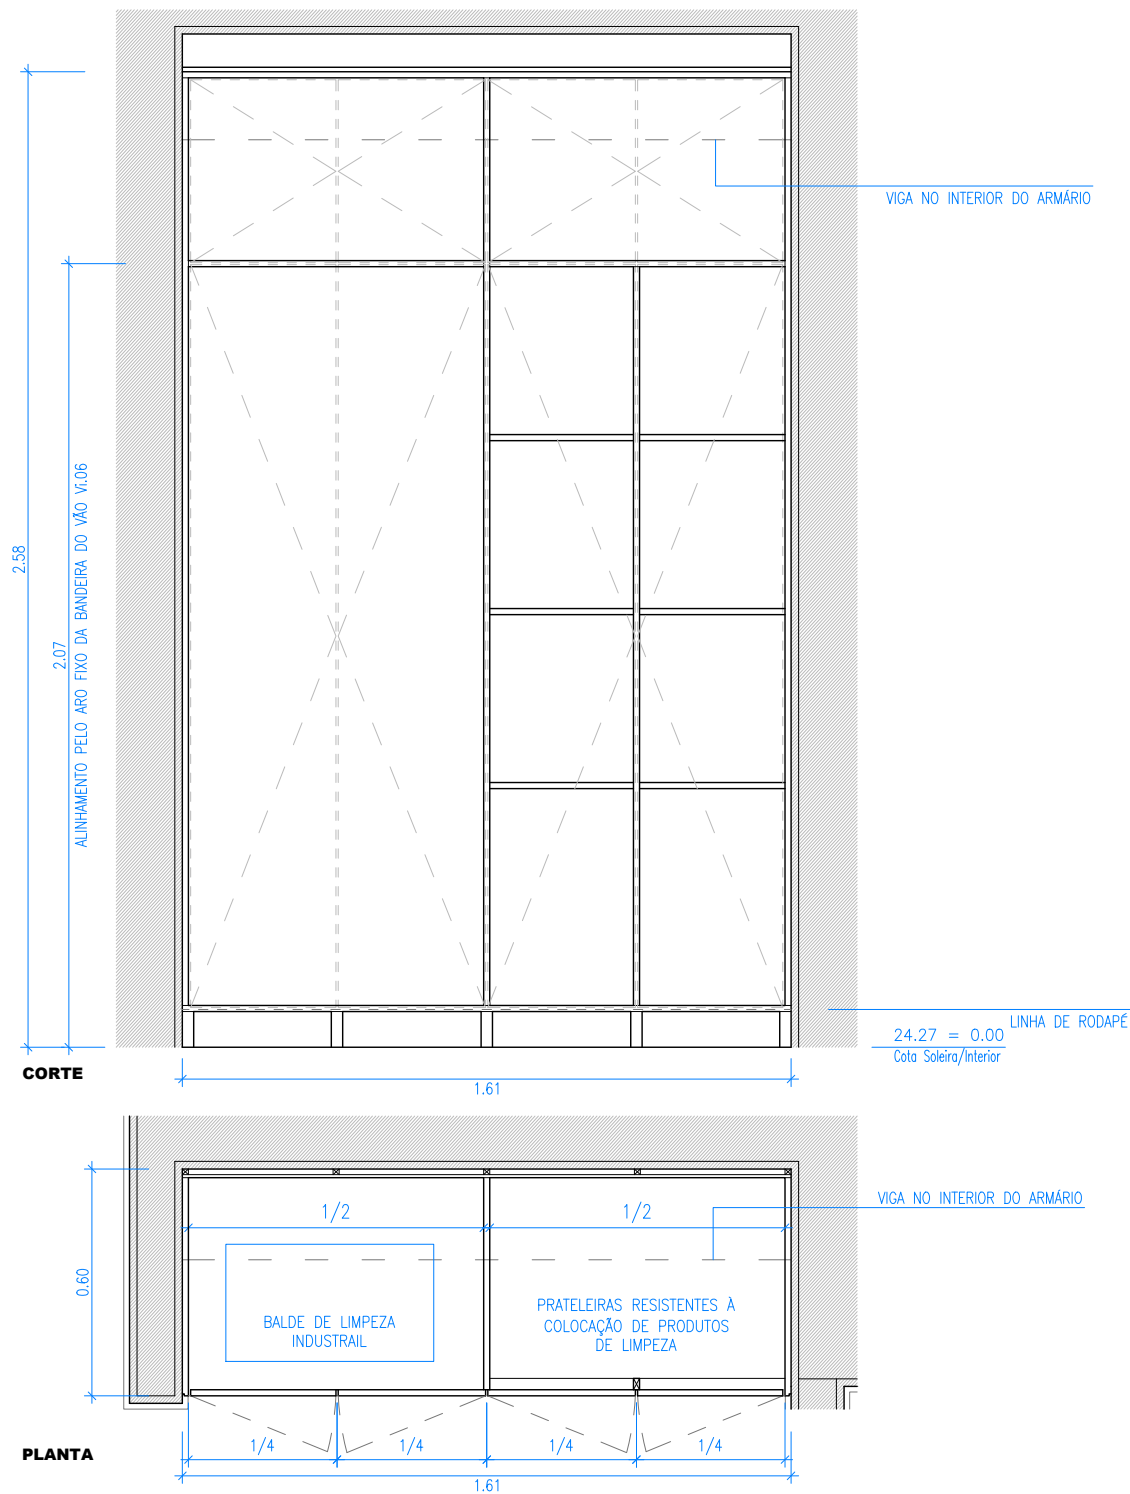 VIGA NO INTERIOR DO ARMÁRIO
2.58
2.07
ALINHAMENTO PELO ARO FIXO DA BANDEIRA DO VÃO Vi.06
LINHA DE RODAPÉ
24.27 = 0.00
Cota Soleira/Interior
CORTE
1.61
VIGA NO INTERIOR DO ARMÁRIO
1/2
1/2
0.60
BALDE DE LIMPEZA
INDUSTRAIL
PRATELEIRAS RESISTENTES À
COLOCAÇÃO DE PRODUTOS
DE LIMPEZA
1/4
1/4
1/4
1/4
PLANTA
1.61